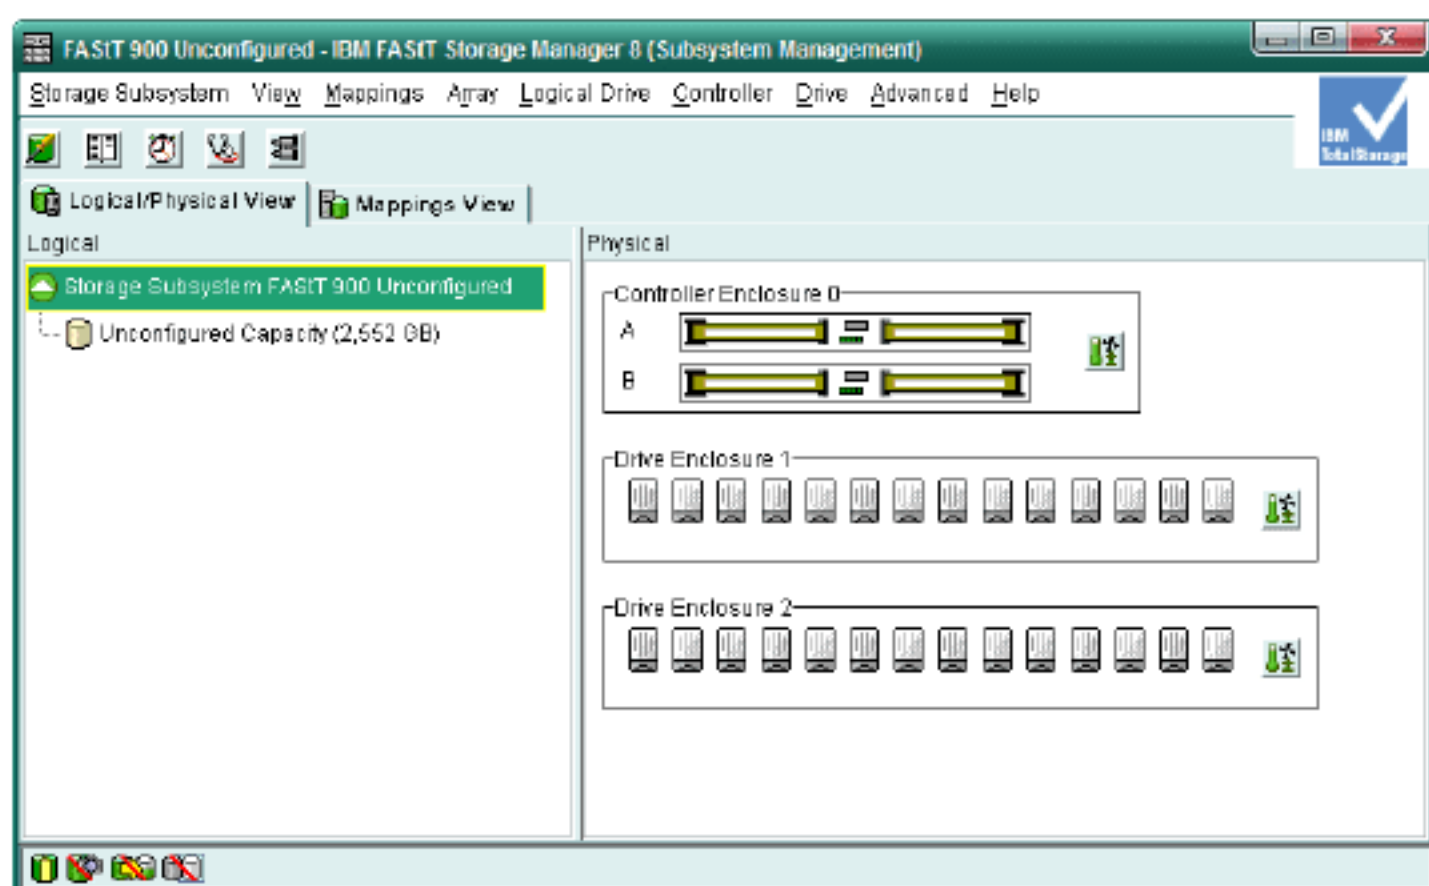 FAStT 900 Unconfigured - IBM FAStT Storage Manager 8 (Subsystem Management)
Storage Subsystem View Mappings Array Logical Drive Controller Drive Advanced Help
IBM
TotalStorage
Logical/Physical View Mappings View
Logical
Storage Subsystem FAStT 900 Unconfigured
Unconfigured Capacity (2,552 GB)
Physical
Controller Enclosure 0
A
B
Drive Enclosure 1
Drive Enclosure 2